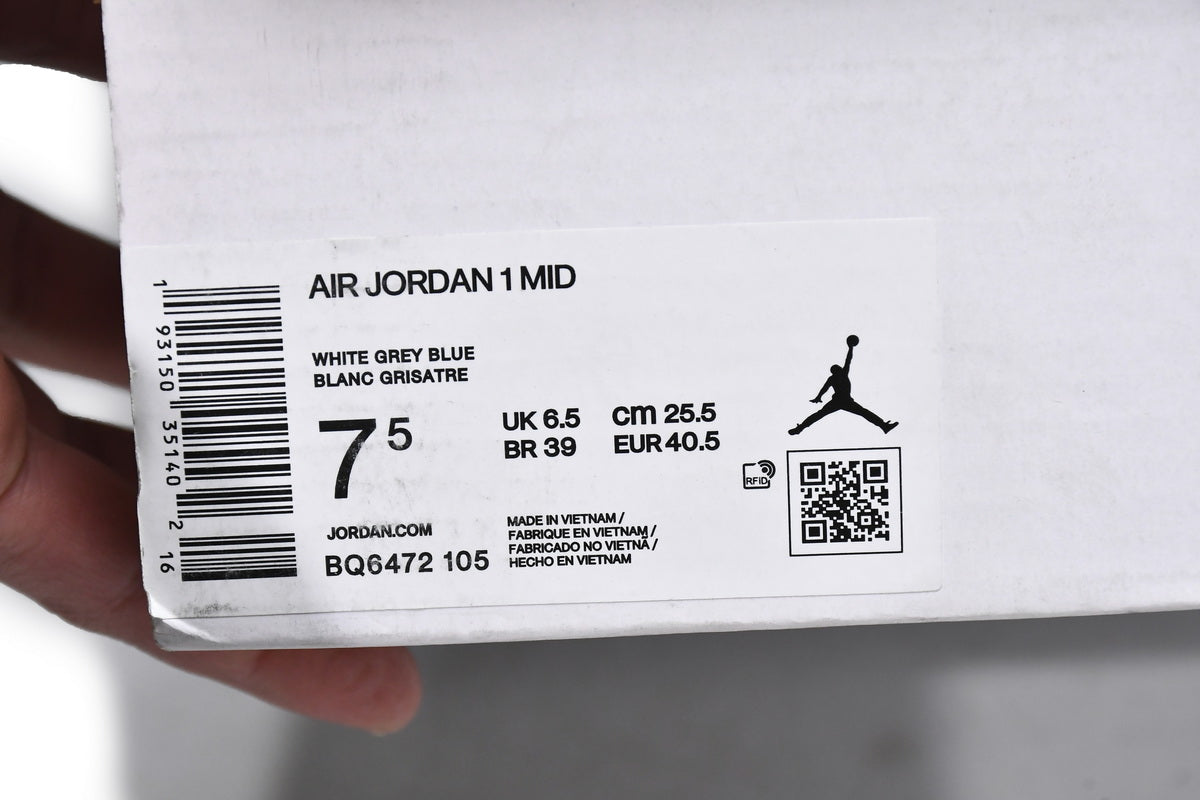 AIR JORDAN 1 MID
WHITE GREY BLUE
BLANC GRISATRE
7 5
UK 6.5 cm 25.5
BR 39 EUR 40.5
RFID
JORDAN.COM
BQ6472 105
MADE IN VIETNAM /
FABRIQUE EN VIETNAM /
FABRICADO NO VIETNÃ /
HECHO EN VIETNAM
1 93150 35140 2 16